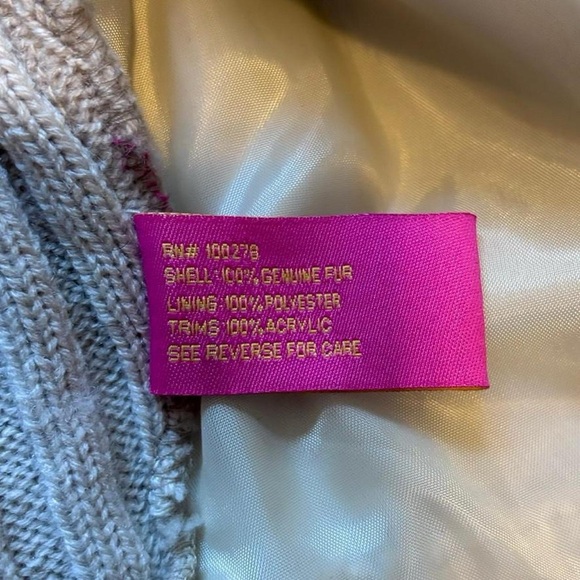 RN# 100278
SHELL:100% GENUINE FUR
LINING:100% POLYESTER
TRIMS:100% ACRYLIC
SEE REVERSE FOR CARE